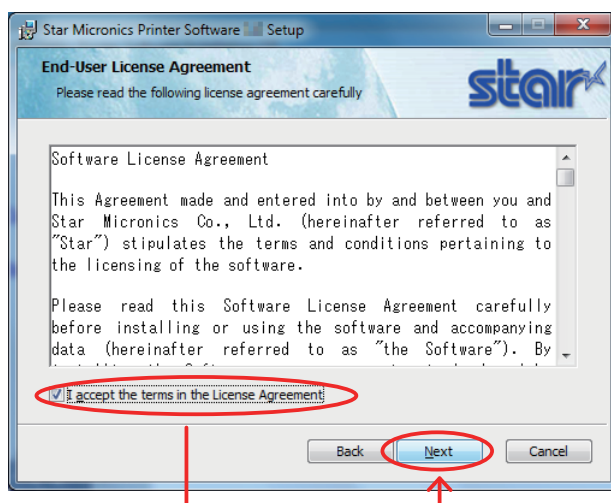 Star Micronics Printer Software Setup
End-User License Agreement
Please read the following license agreement carefully
star
Software License Agreement
This Agreement made and entered into by and between you and
Star Micronics Co., Ltd. (hereinafter referred to as
"Star") stipulates the terms and conditions pertaining to
the licensing of the software.
Please read this Software License Agreement carefully
before installing or using the software and accompanying
data (hereinafter referred to as "the Software"). By
I accept the terms in the License Agreement
Back Next Cancel